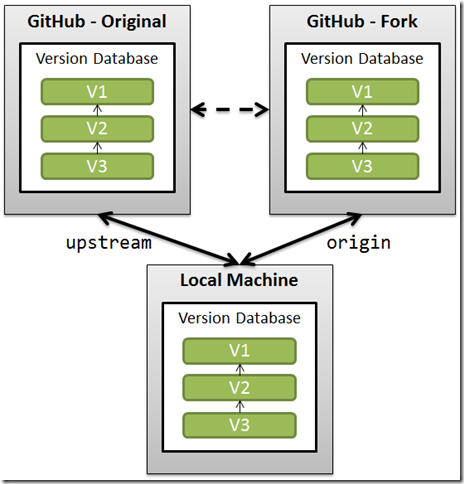 GitHub - Original
Version Database
V1
V2
V3
GitHub - Fork
Version Database
V1
V2
V3
upstream
origin
Local Machine
Version Database
V1
V2
V3